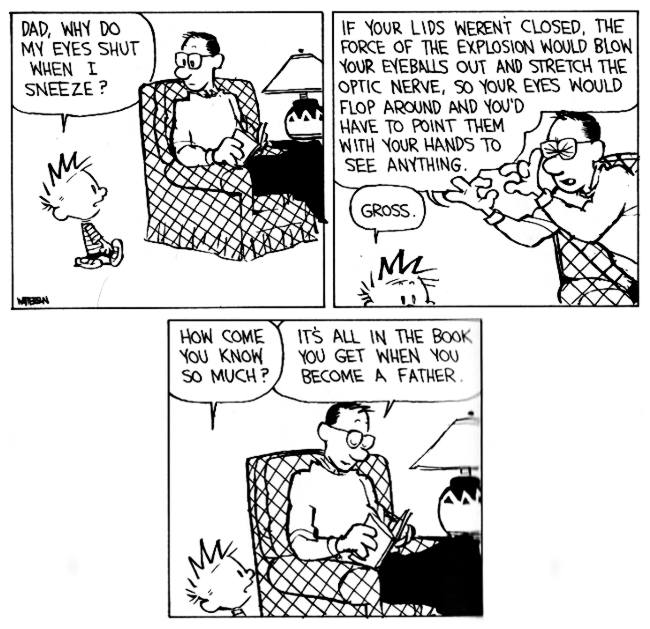 DAD, WHY DO
MY EYES SHUT
WHEN I
SNEEZE?
WATTERSON
IF YOUR LIDS WEREN'T CLOSED, THE
FORCE OF THE EXPLOSION WOULD BLOW
YOUR EYEBALLS OUT AND STRETCH THE
OPTIC NERVE, SO YOUR EYES WOULD
FLOP AROUND AND YOU'D
HAVE TO POINT THEM
WITH YOUR HANDS TO
SEE ANYTHING.
GROSS.
HOW COME
YOU KNOW
SO MUCH?
IT'S ALL IN THE BOOK
YOU GET WHEN YOU
BECOME A FATHER.